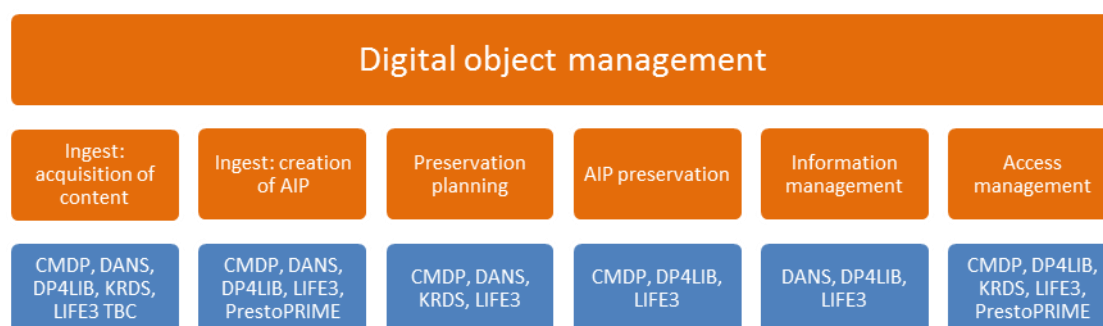 Digital object management
Ingest:
acquisition of
content
Ingest: creation
of AIP
Preservation
planning
AIP preservation
Information
management
Access
management
CMDP, DANS,
DP4LIB, KRDS,
LIFE3 TBC
CMDP, DANS,
DP4LIB, LIFE3,
PrestoPRIME
CMDP, DANS,
KRDS, LIFE3
CMDP, DP4LIB,
LIFE3
DANS, DP4LIB,
LIFE3
CMDP, DP4LIB,
KRDS, LIFE3,
PrestoPRIME